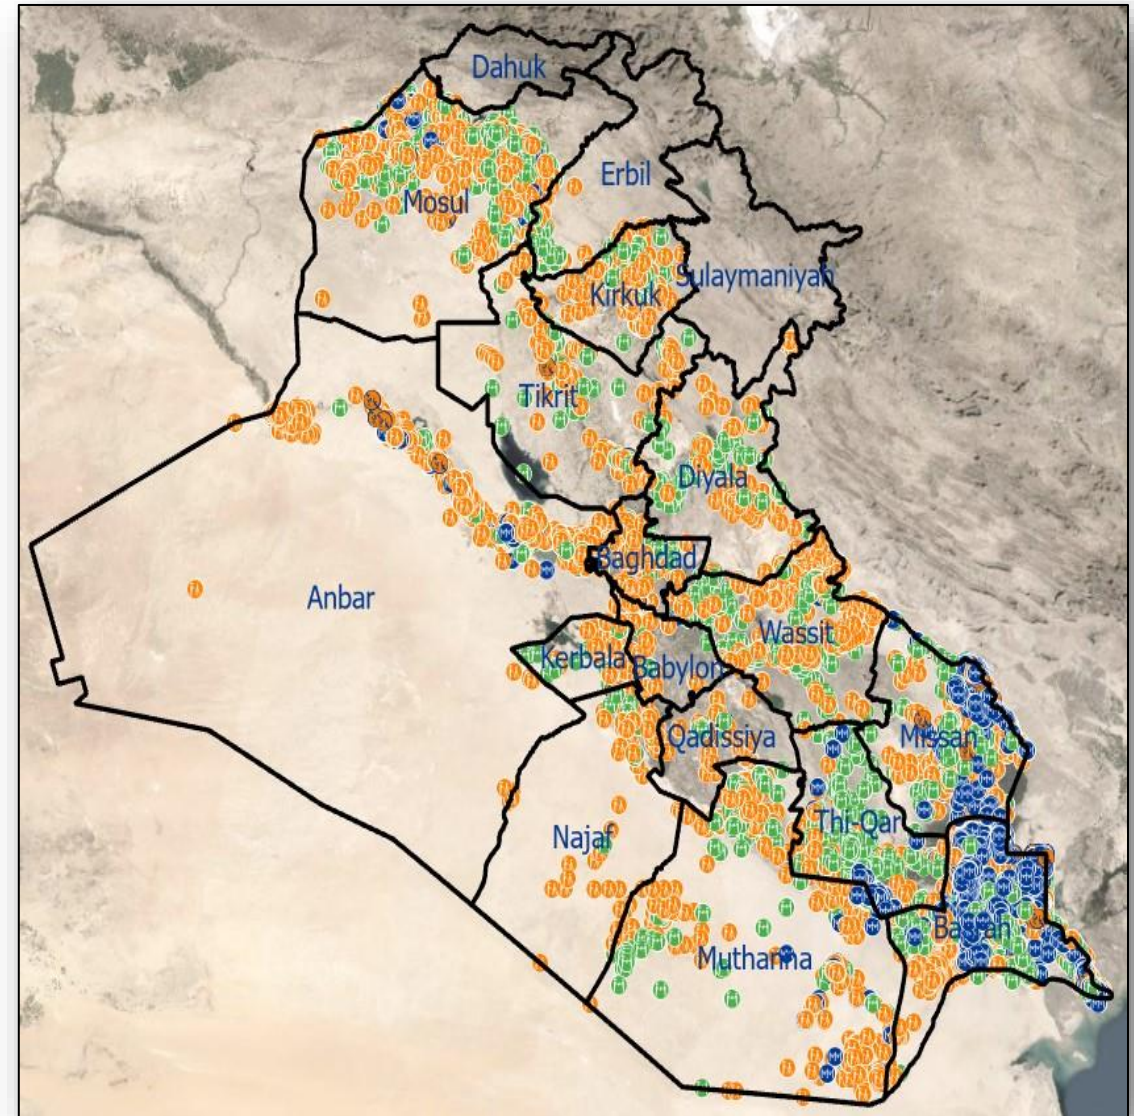 Dahuk
Erbil
Mosul
Sulaymaniyah
Kirkuk
Tikrit
Diyala
Baghdad
Anbar
Wassit
Kerbala
Babylon
Qadissiya
Missan
Thi-Qar
Najaf
Basrah
Muthanna